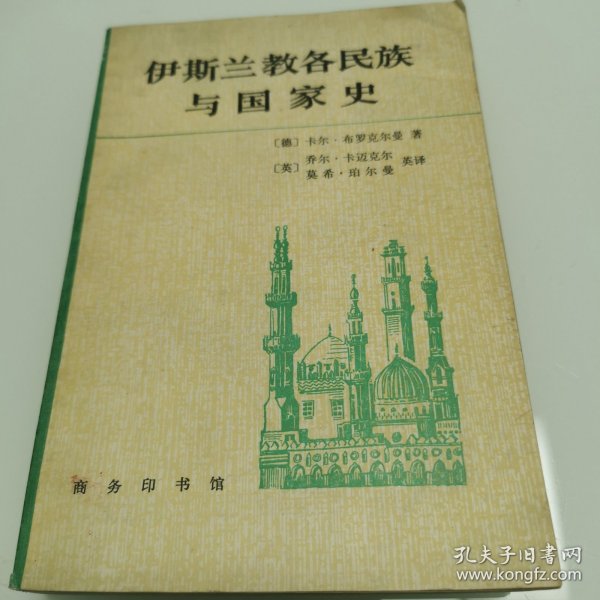 伊斯兰教各民族
与国家史
〔德〕卡尔·布罗克尔曼 著
〔英〕乔尔·卡迈克尔
莫希·珀尔曼 英译
商务印书馆
孔夫子旧书网
www.kongfz.com